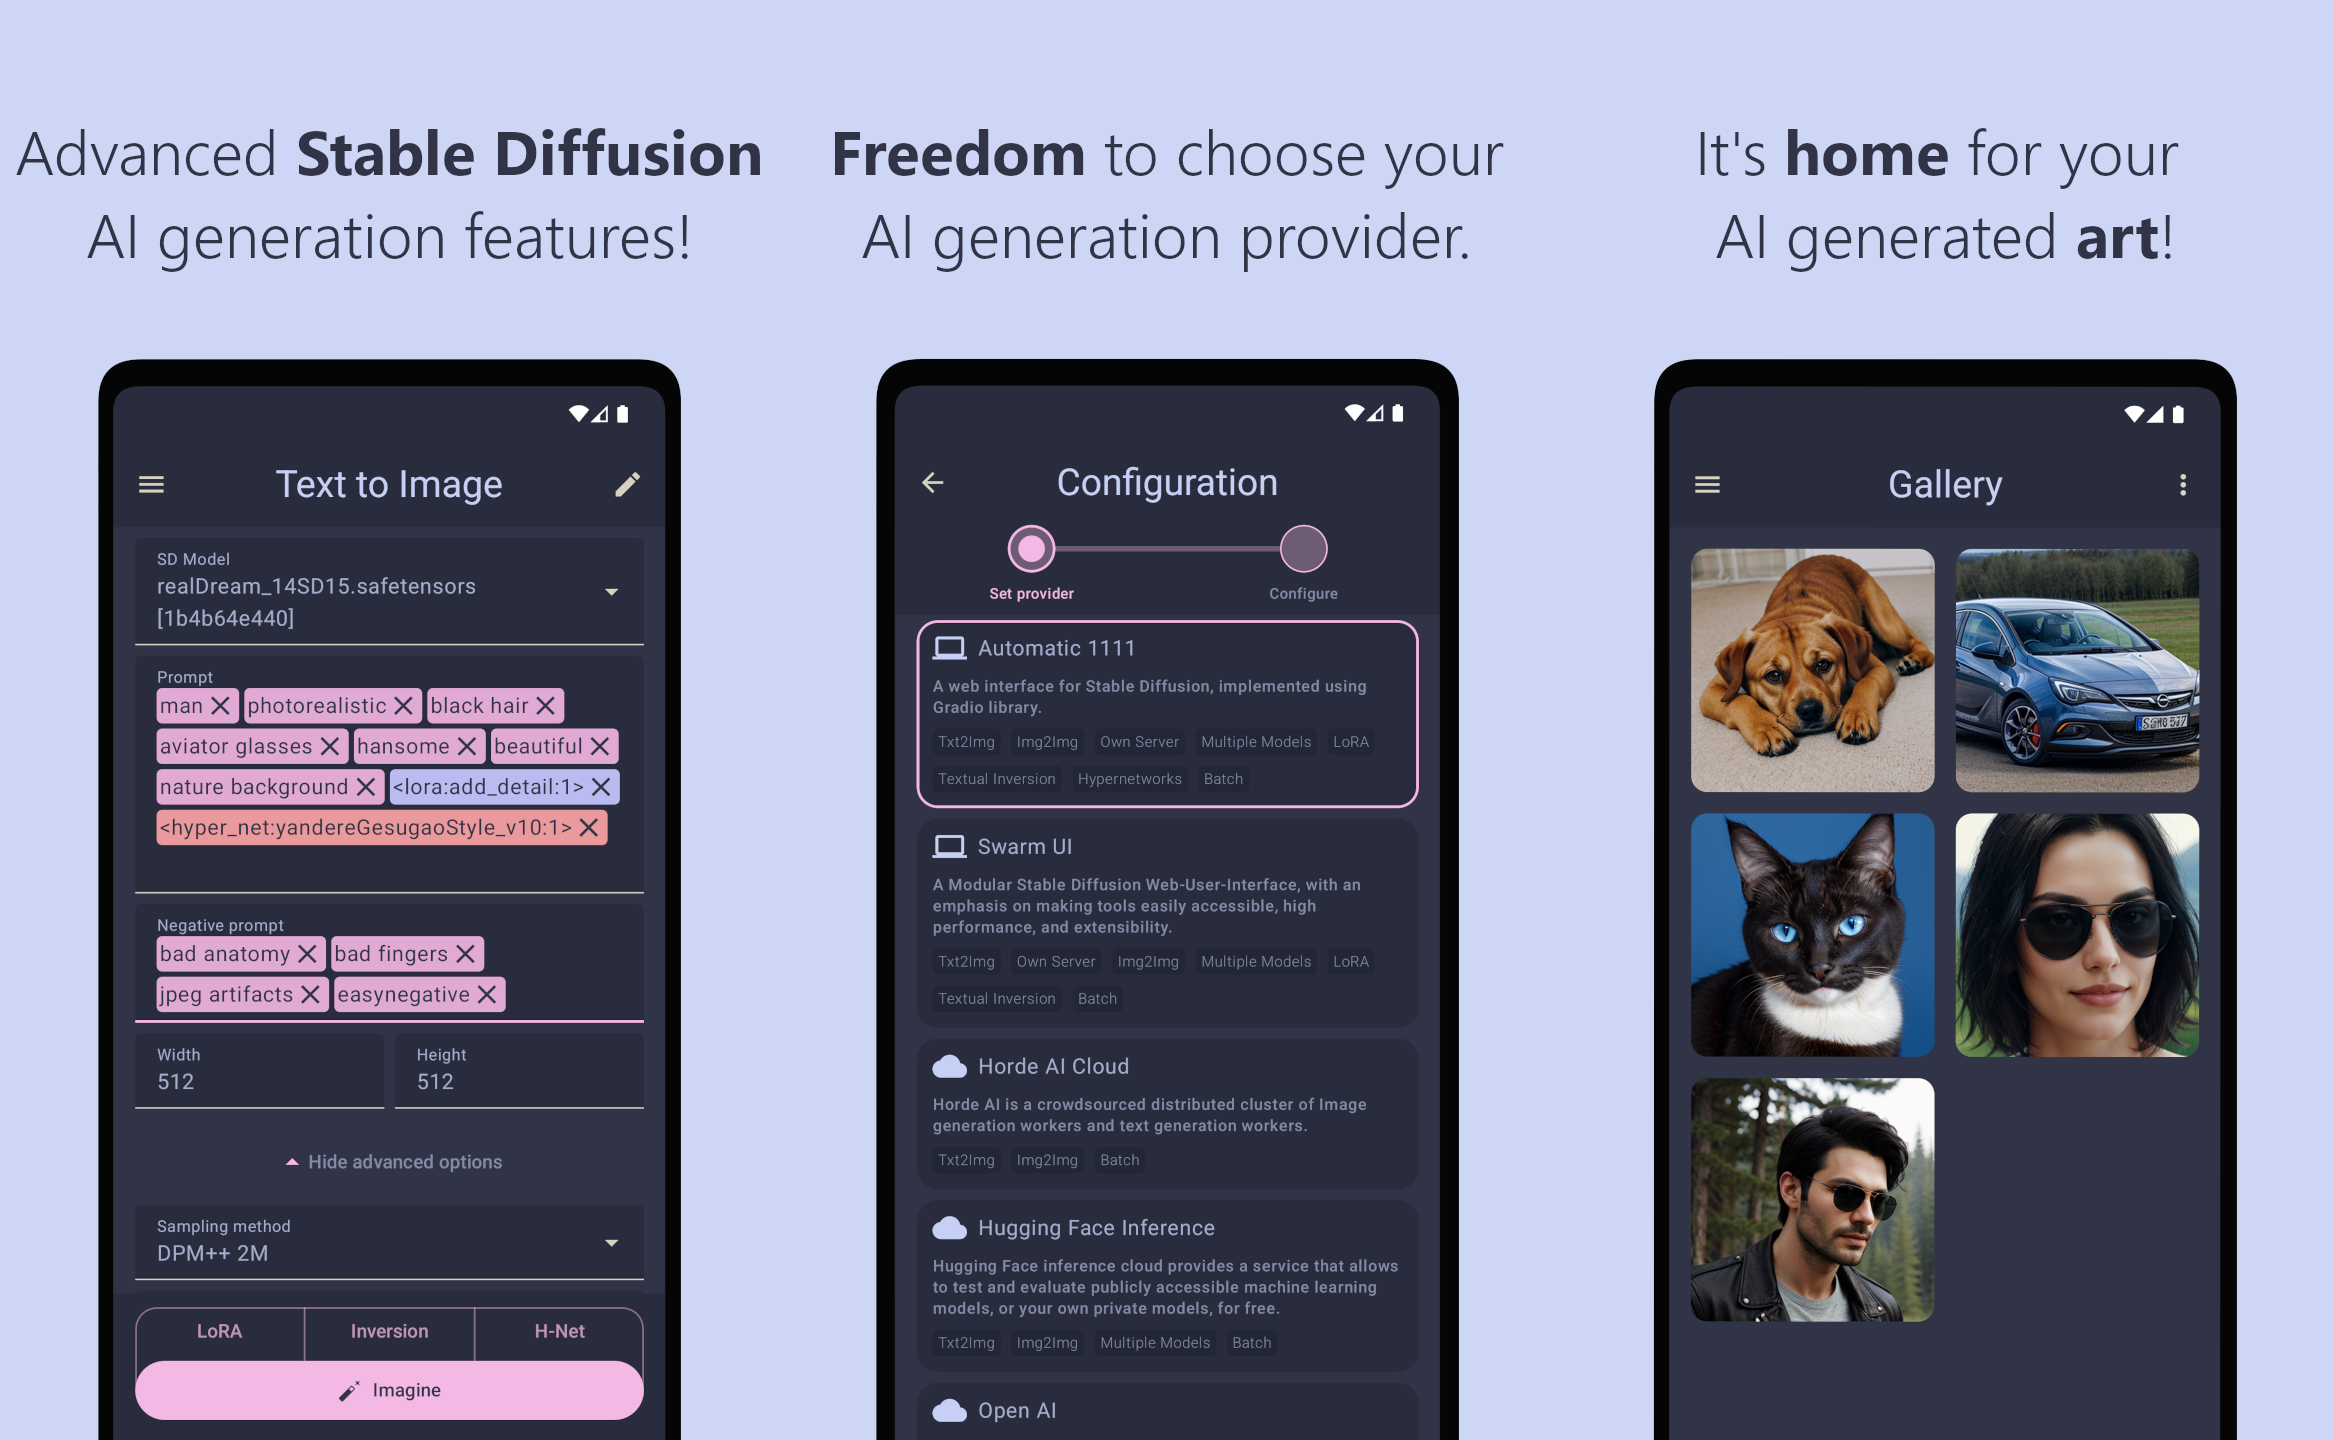 Advanced Stable Diffusion
AI generation features!
Text to Image
SD Model
realDream_14SD15.safetensors
[1b4b64e440]
Prompt
man photorealistic black hair
aviator glasses hansome beautiful
nature background <lora:add_detail:1>
<hyper_net:yandereGesugaoStyle_v10:1>
Negative prompt
bad anatomy bad fingers
jpeg artifacts easynegative
Width
512
Height
512
Hide advanced options
Sampling method
DPM++ 2M
LoRA Inversion H-Net
Imagine
Freedom to choose your
AI generation provider.
Configuration
Set provider Configure
Automatic 1111
A web interface for Stable Diffusion, implemented using
Gradio library.
Txt2Img Img2Img Own Server Multiple Models LoRA
Textual Inversion Hypernetworks Batch
Swarm UI
A Modular Stable Diffusion Web-User-Interface, with an
emphasis on making tools easily accessible, high
performance, and extensibility.
Txt2Img Own Server Img2Img Multiple Models LoRA
Textual Inversion Batch
Horde AI Cloud
Horde AI is a crowdsourced distributed cluster of Image
generation workers and text generation workers.
Txt2Img Img2Img Batch
Hugging Face Inference
Hugging Face inference cloud provides a service that allows
to test and evaluate publicly accessible machine learning
models, or your own private models, for free.
Txt2Img Img2Img Multiple Models Batch
Open AI
It's home for your
AI generated art!
Gallery